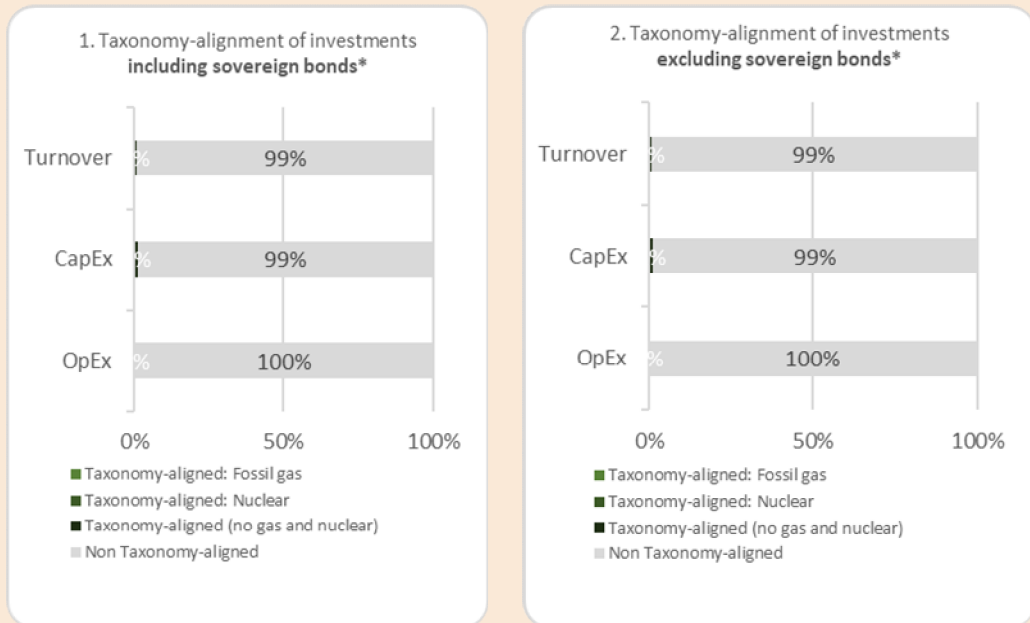 1. Taxonomy-alignment of investments
including sovereign bonds*
Turnover
%
99%
CapEx
%
99%
OpEx
%
100%
0%
50%
100%
Taxonomy-aligned: Fossil gas
Taxonomy-aligned: Nuclear
Taxonomy-aligned (no gas and nuclear)
Non Taxonomy-aligned
2. Taxonomy-alignment of investments
excluding sovereign bonds*
Turnover
%
99%
CapEx
%
99%
OpEx
%
100%
0%
50%
100%
Taxonomy-aligned: Fossil gas
Taxonomy-aligned: Nuclear
Taxonomy-aligned (no gas and nuclear)
Non Taxonomy-aligned